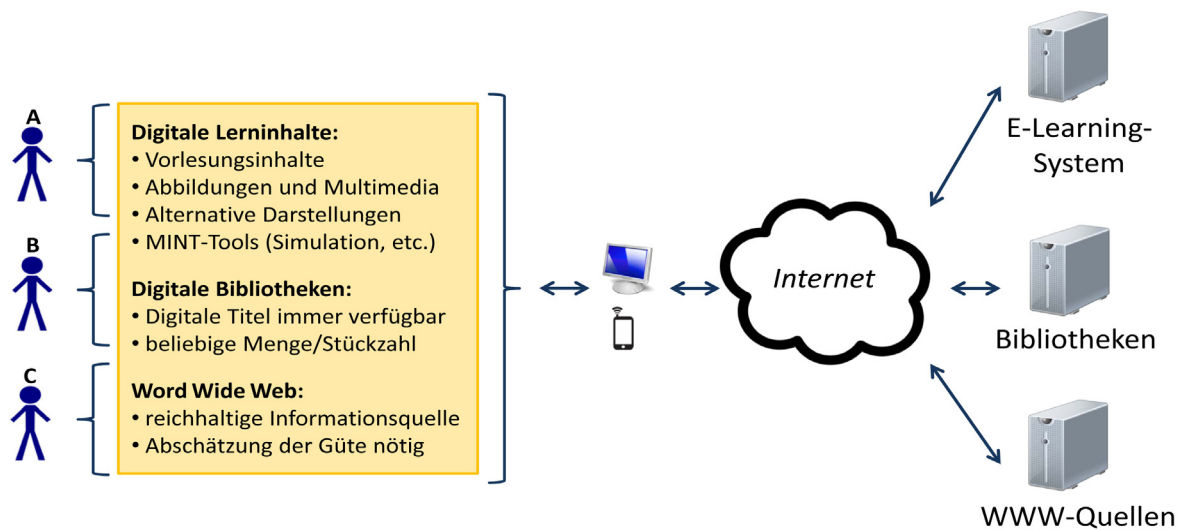 A
B
C
Digitale Lerninhalte:
• Vorlesungsinhalte
• Abbildungen und Multimedia
• Alternative Darstellungen
• MINT-Tools (Simulation, etc.)
Digitale Bibliotheken:
• Digitale Titel immer verfügbar
• beliebige Menge/Stückzahl
Word Wide Web:
• reichhaltige Informationsquelle
• Abschätzung der Güte nötig
Internet
E-Learning-
System
Bibliotheken
WWW-Quellen